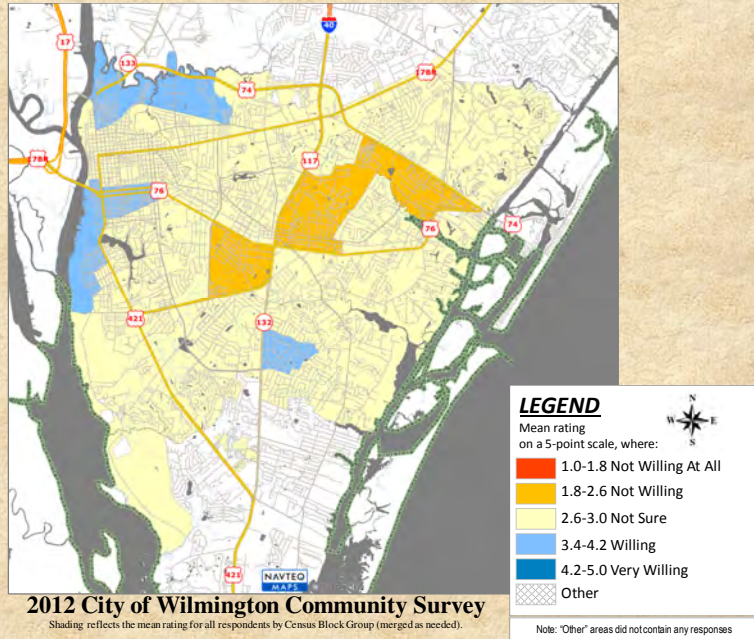 17
133
40
74
178R
178R
117
76
76
74
421
132
421
NAVTEQ
MAPS
LEGEND
N
W E
S
Mean rating
on a 5-point scale, where:
1.0-1.8 Not Willing At All
1.8-2.6 Not Willing
2.6-3.0 Not Sure
3.4-4.2 Willing
4.2-5.0 Very Willing
Other
2012 City of Wilmington Community Survey
Shading reflects the mean rating for all respondents by Census Block Group (merged as needed).
Note: "Other" areas did not contain any responses